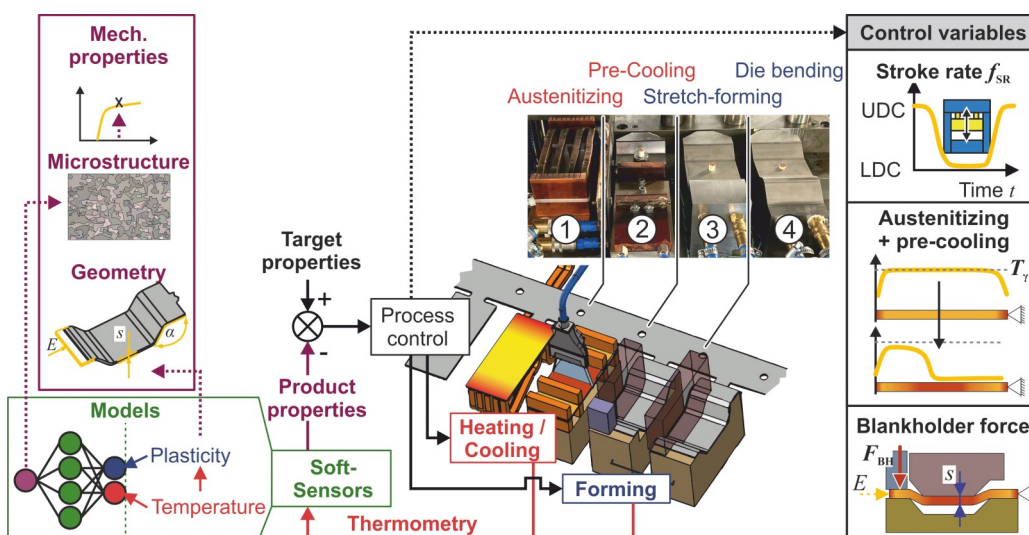 Mech.
properties
x
Microstructure
Geometry
E
s
α
Models
Plasticity
Temperature
Soft-
Sensors
Product
properties
Target
properties
+
-
Process
control
Pre-Cooling
Die bending
Austenitizing
Stretch-forming
1
2
3
4
Heating /
Cooling
Forming
Thermometry
Control variables
Stroke rate fSR
UDC
LDC
Time t
Austenitizing
+ pre-cooling
Tγ
Blankholder force
FBH
E
s